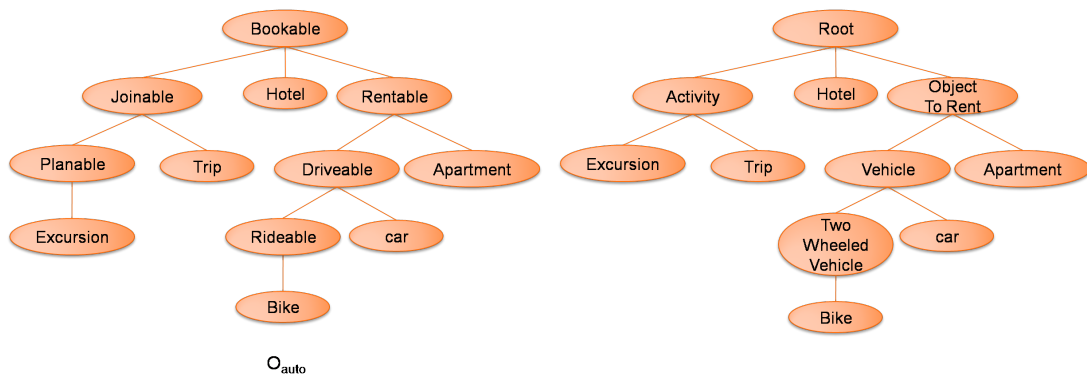 Bookable
Joinable
Hotel
Rentable
Planable
Trip
Driveable
Apartment
Excursion
Rideable
car
Bike
O_auto
Root
Activity
Hotel
Object
To Rent
Excursion
Trip
Vehicle
Apartment
Two
Wheeled
Vehicle
car
Bike